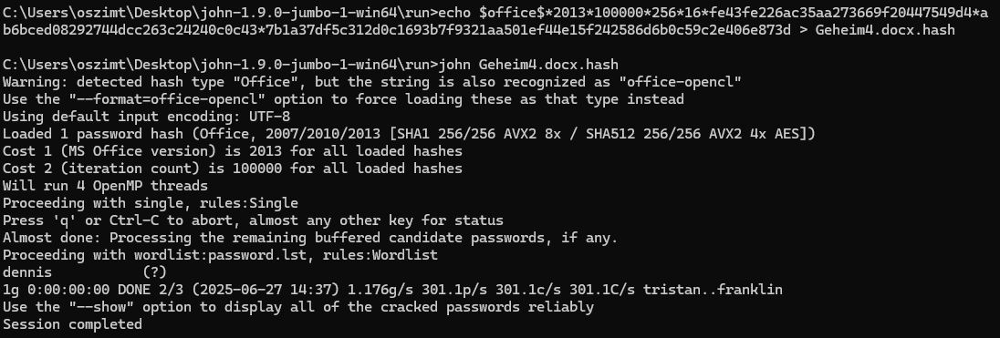 C:\Users\oszimt\Desktop\john-1.9.0-jumbo-1-win64\run>echo $office$*2013*100000*256*16*fe43fe226ac35aa273669f20447549d4*a
b6bced08292744dcc263c24240c0c43*7b1a37df5c312d0c1693b7f9321aa501ef44e15f242586d6b0c59c2e406e873d > Geheim4.docx.hash
C:\Users\oszimt\Desktop\john-1.9.0-jumbo-1-win64\run>john Geheim4.docx.hash
Warning: detected hash type "Office", but the string is also recognized as "office-opencl"
Use the "--format=office-opencl" option to force loading these as that type instead
Using default input encoding: UTF-8
Loaded 1 password hash (Office, 2007/2010/2013 [SHA1 256/256 AVX2 8x / SHA512 256/256 AVX2 4x AES])
Cost 1 (MS Office version) is 2013 for all loaded hashes
Cost 2 (iteration count) is 100000 for all loaded hashes
Will run 4 OpenMP threads
Proceeding with single, rules:Single
Press 'q' or Ctrl-C to abort, almost any other key for status
Almost done: Processing the remaining buffered candidate passwords, if any.
Proceeding with wordlist:password.lst, rules:Wordlist
dennis           (?)
1g 0:00:00:00 DONE 2/3 (2025-06-27 14:37) 1.176g/s 301.1p/s 301.1c/s 301.1C/s tristan..franklin
Use the "--show" option to display all of the cracked passwords reliably
Session completed